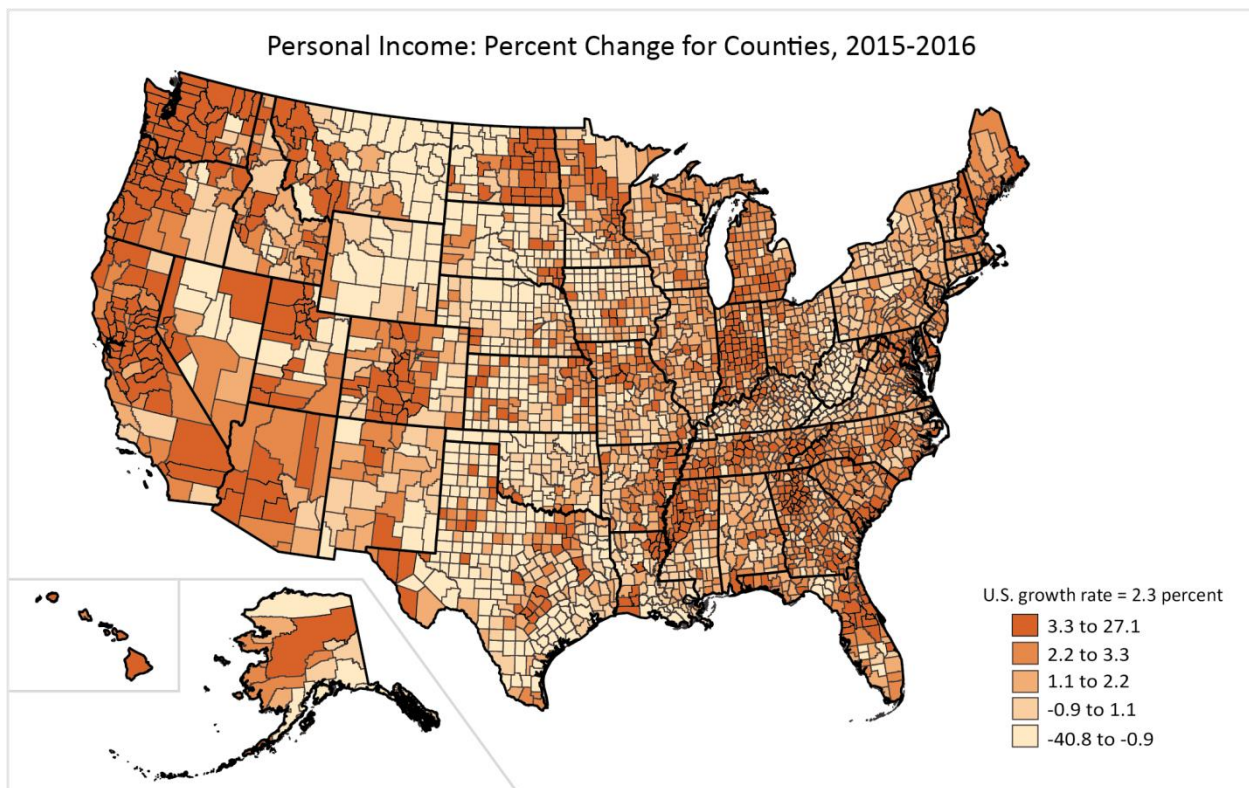 Personal Income: Percent Change for Counties, 2015-2016
U.S. growth rate = 2.3 percent
3.3 to 27.1
2.2 to 3.3
1.1 to 2.2
-0.9 to 1.1
-40.8 to -0.9